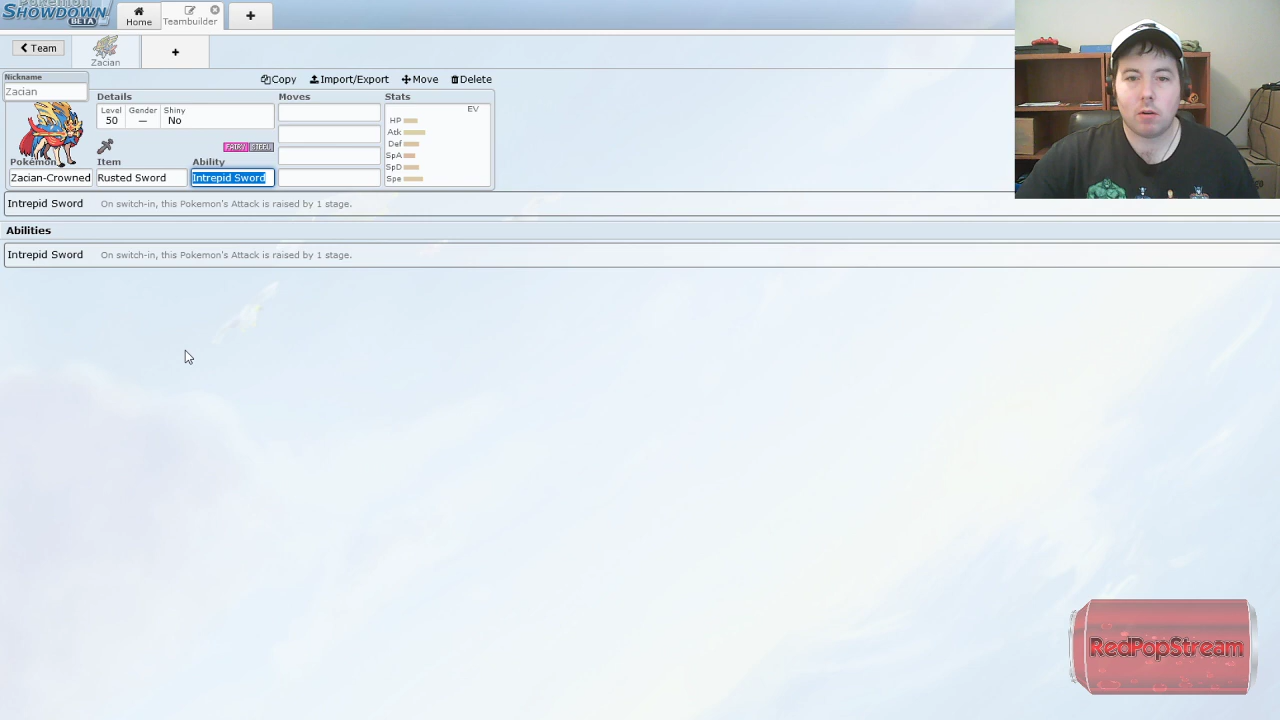 Pokémon
SHOWDOWN
BETA
Home
Teambuilder
+
Team
Zacian
+
Nickname
Zacian
Copy
Import/Export
Move
Delete
Details
Moves
Stats
Level
Gender
Shiny
50
—
No
EV
HP
Atk
Def
SpA
SpD
Spe
FAIRY
STEEL
Pokémon
Item
Ability
Zacian-Crowned
Rusted Sword
Intrepid Sword
Intrepid Sword On switch-in, this Pokemon's Attack is raised by 1 stage.
Abilities
Intrepid Sword On switch-in, this Pokemon's Attack is raised by 1 stage.
RedPopStream